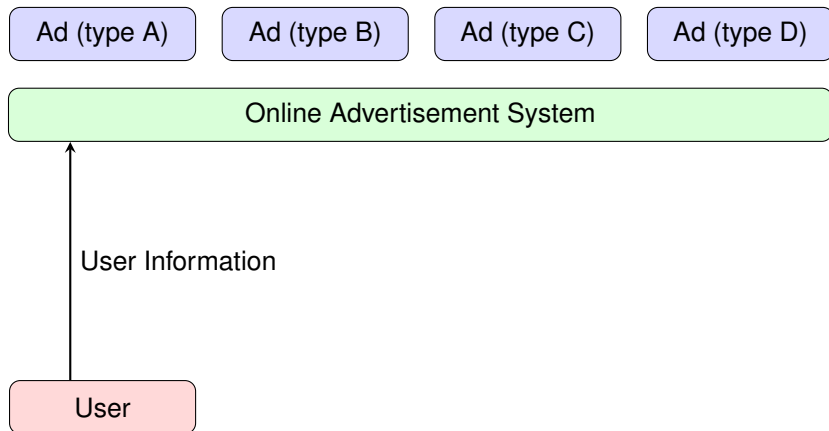 Ad (type A) Ad (type B) Ad (type C) Ad (type D)
Online Advertisement System
User Information
User